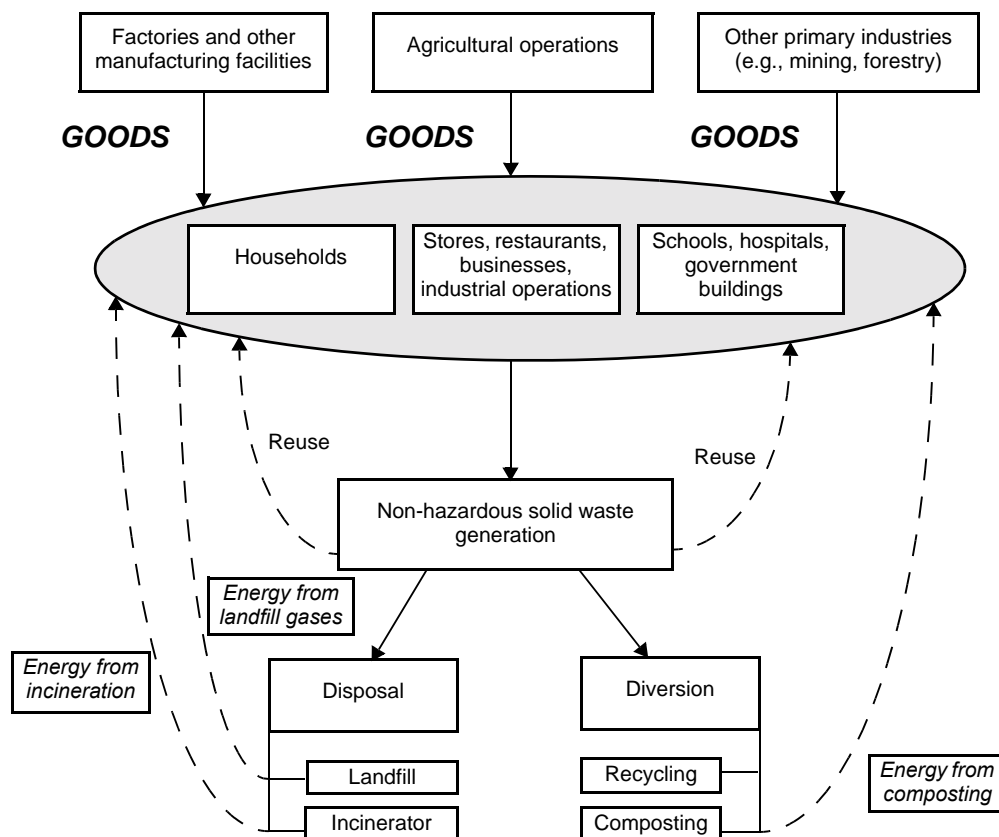 Factories and other
manufacturing facilities
Agricultural operations
Other primary industries
(e.g., mining, forestry)
GOODS
GOODS
GOODS
Households
Stores, restaurants,
businesses,
industrial operations
Schools, hospitals,
government
buildings
Reuse
Reuse
Non-hazardous solid waste
generation
Energy from
landfill gases
Energy from
incineration
Disposal
Diversion
Landfill
Incinerator
Recycling
Composting
Energy from
composting